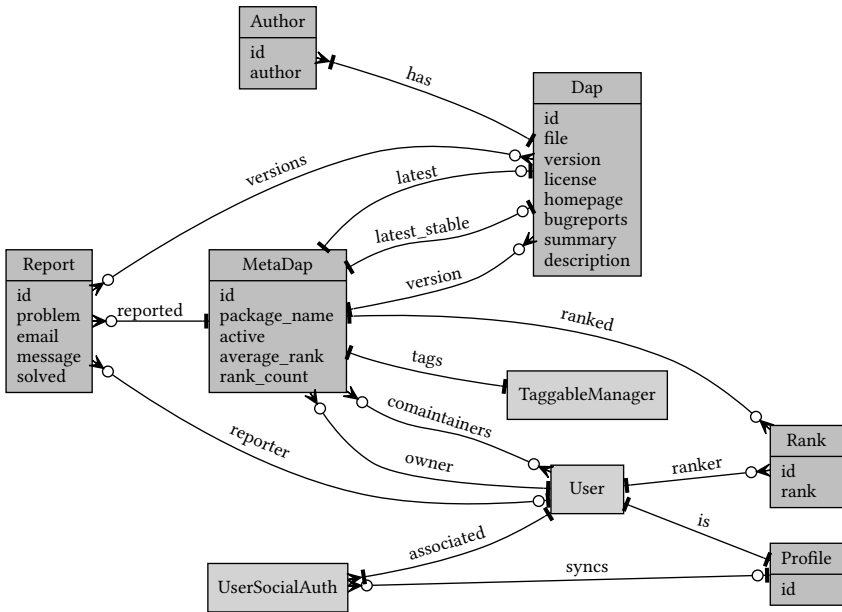 Author
id
author
has
Dap
id
file
version
license
homepage
bugreports
summary
description
versions
latest
latest_stable
version
Report
id
problem
email
message
solved
reported
MetaDap
id
package_name
active
average_rank
rank_count
ranked
tags
TaggableManager
comaintainers
reporter
owner
User
ranker
Rank
id
rank
is
associated
syncs
UserSocialAuth
Profile
id